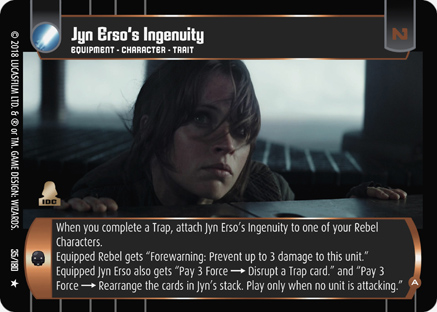 Jyn Erso's Ingenuity
EQUIPMENT - CHARACTER - TRAIT
N
© 2018 LUCASFILM LTD. & ® or TM. GAME DESIGN: WIZARDS.
35/180
IDC
When you complete a Trap, attach Jyn Erso's Ingenuity to one of your Rebel
Characters.
Equipped Rebel gets "Forewarning: Prevent up to 3 damage to this unit."
Equipped Jyn Erso also gets "Pay 3 Force → Disrupt a Trap card." and "Pay 3
Force → Rearrange the cards in Jyn's stack. Play only when no unit is attacking."
A